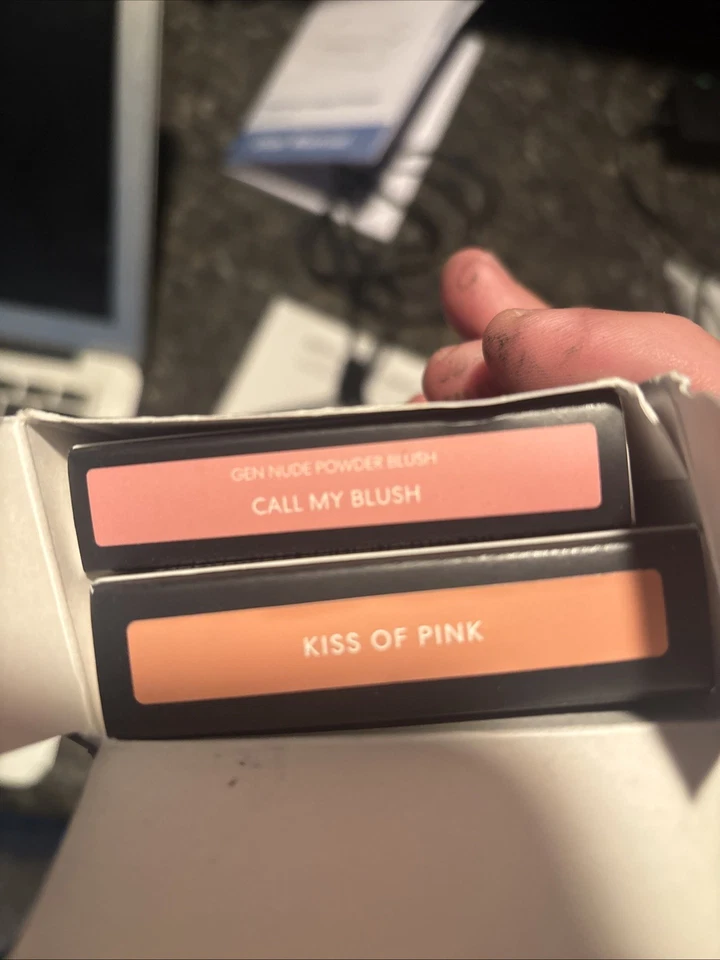 GEN NUDE POWDER BLUSH
CALL MY BLUSH
KISS OF PINK